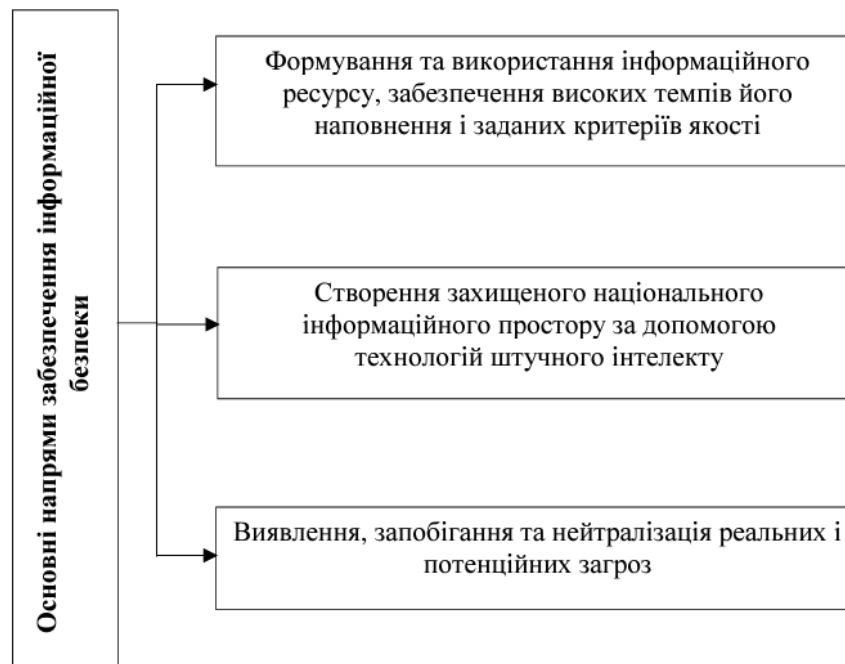 Основні напрями забезпечення інформаційної
безпеки
Формування та використання інформаційного
ресурсу, забезпечення високих темпів його
наповнення і заданих критеріїв якості
Створення захищеного національного
інформаційного простору за допомогою
технологій штучного інтелекту
Виявлення, запобігання та нейтралізація реальних і
потенційних загроз